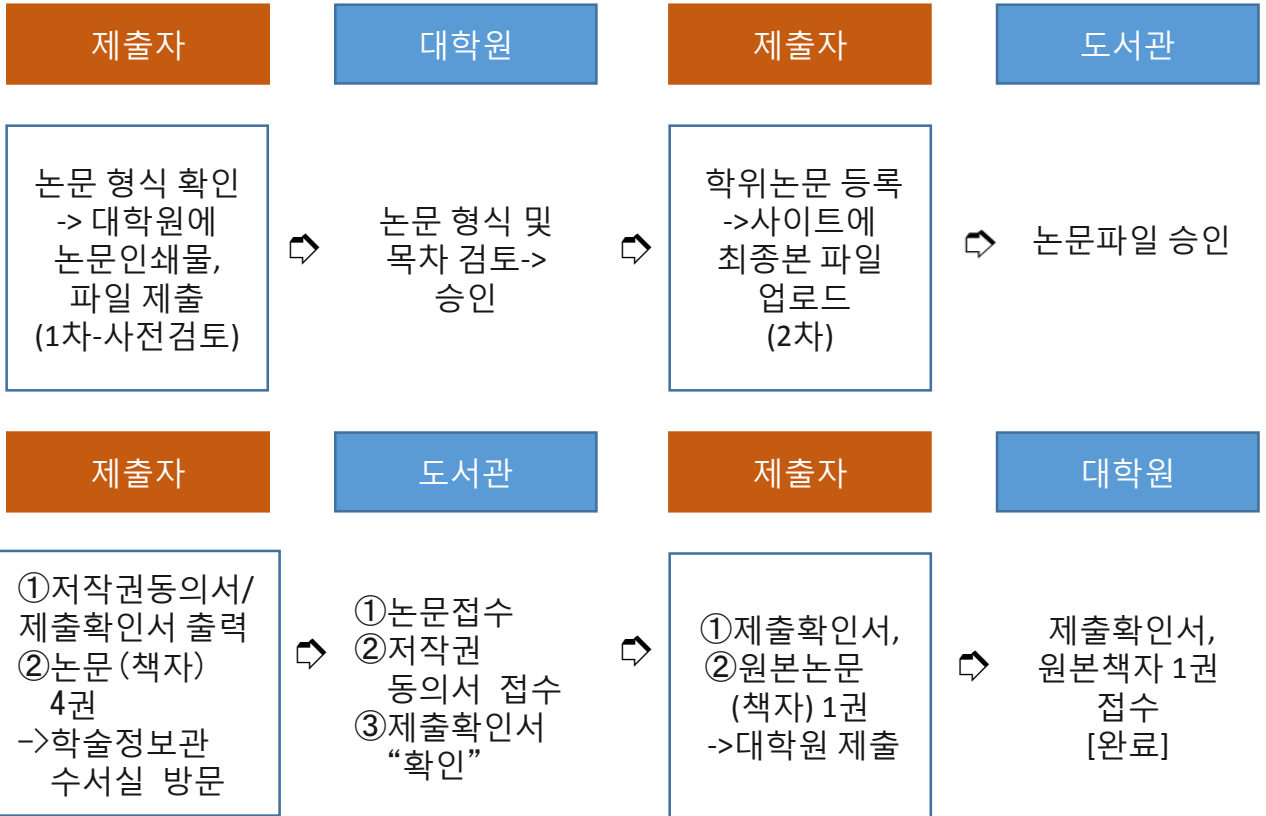 제출자
대학원
제출자
도서관
논문 형식 확인
-> 대학원에
논문인쇄물,
파일 제출
(1차-사전검토)
논문 형식 및
목차 검토->
승인
학위논문 등록
->사이트에
최종본 파일
업로드
(2차)
논문파일 승인
제출자
도서관
제출자
대학원
①저작권동의서/
제출확인서 출력
②논문(책자)
4권
->학술정보관
수서실 방문
①논문접수
②저작권
동의서 접수
③제출확인서
“확인”
①제출확인서,
②원본논문
(책자) 1권
->대학원 제출
제출확인서,
원본책자 1권
접수
[완료]